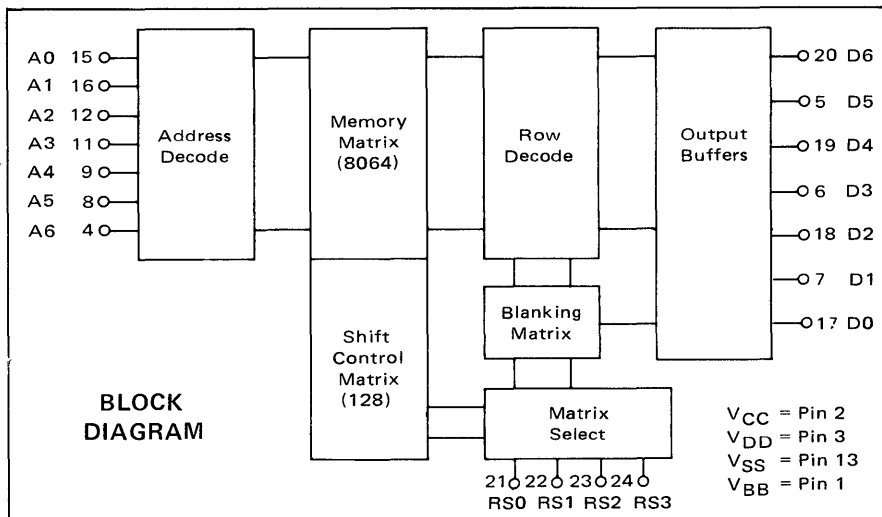 A0 15
A1 16
A2 12
A3 11
A4 9
A5 8
A6 4
Address
Decode
Memory
Matrix
(8064)
Row
Decode
Output
Buffers
20 D6
5 D5
19 D4
6 D3
18 D2
7 D1
17 D0
Blanking
Matrix
Shift
Control
Matrix
(128)
Matrix
Select
21 22 23 24
RS0 RS1 RS2 RS3
BLOCK
DIAGRAM
VCC = Pin 2
VDD = Pin 3
VSS = Pin 13
VBB = Pin 1